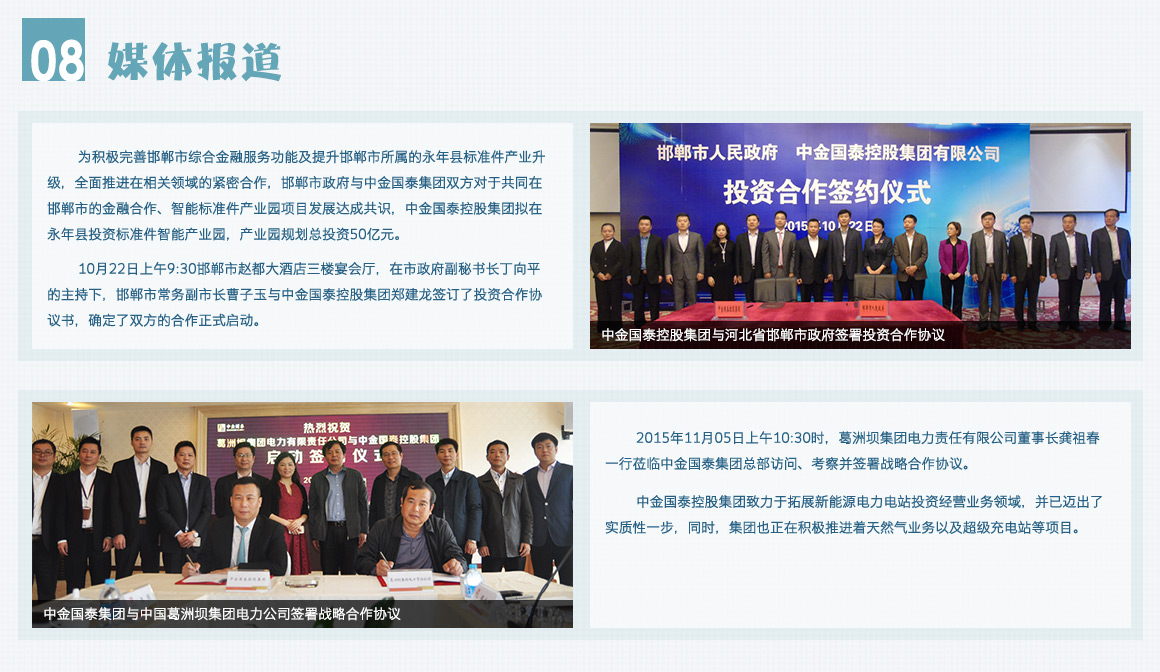 08 媒体报道
为积极完善邯郸市综合金融服务功能及提升邯郸市所属的永年县标准件产业升
级，全面推进在相关领域的紧密合作，邯郸市政府与中金国泰集团双方对于共同在
邯郸市的金融合作、智能标准件产业园项目发展达成共识，中金国泰控股集团拟在
永年县投资标准件智能产业园，产业园规划总投资50亿元。
10月22日上午9:30邯郸市赵都大酒店三楼宴会厅，在市政府副秘书长丁向平
的主持下，邯郸市常务副市长曹子玉与中金国泰控股集团郑建龙签订了投资合作协
议书，确定了双方的合作正式启动。
邯郸市人民政府 中金国泰控股集团有限公司
投资合作签约仪式
中金国泰控股集团与河北省邯郸市政府签署投资合作协议
热烈祝贺
葛洲坝集团电力有限责任公司与中金国泰控股集团
启动签约仪式
中金国泰集团与中国葛洲坝集团电力公司签署战略合作协议
2015年11月05日上午10:30时，葛洲坝集团电力责任有限公司董事长龚祖春
一行莅临中金国泰集团总部访问、考察并签署战略合作协议。
中金国泰控股集团致力于拓展新能源电力电站投资经营业务领域，并已迈出了
实质性一步，同时，集团也正在积极推进着天然气业务以及超级充电站等项目。